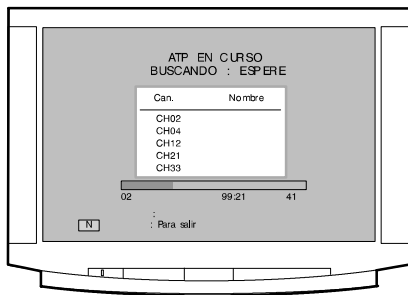 ATP EN CURSO
BUSCANDO : ESPERE
Can. Nombre
CH02
CH04
CH12
CH21
CH33
02 99:21 41
:
N : Para salir